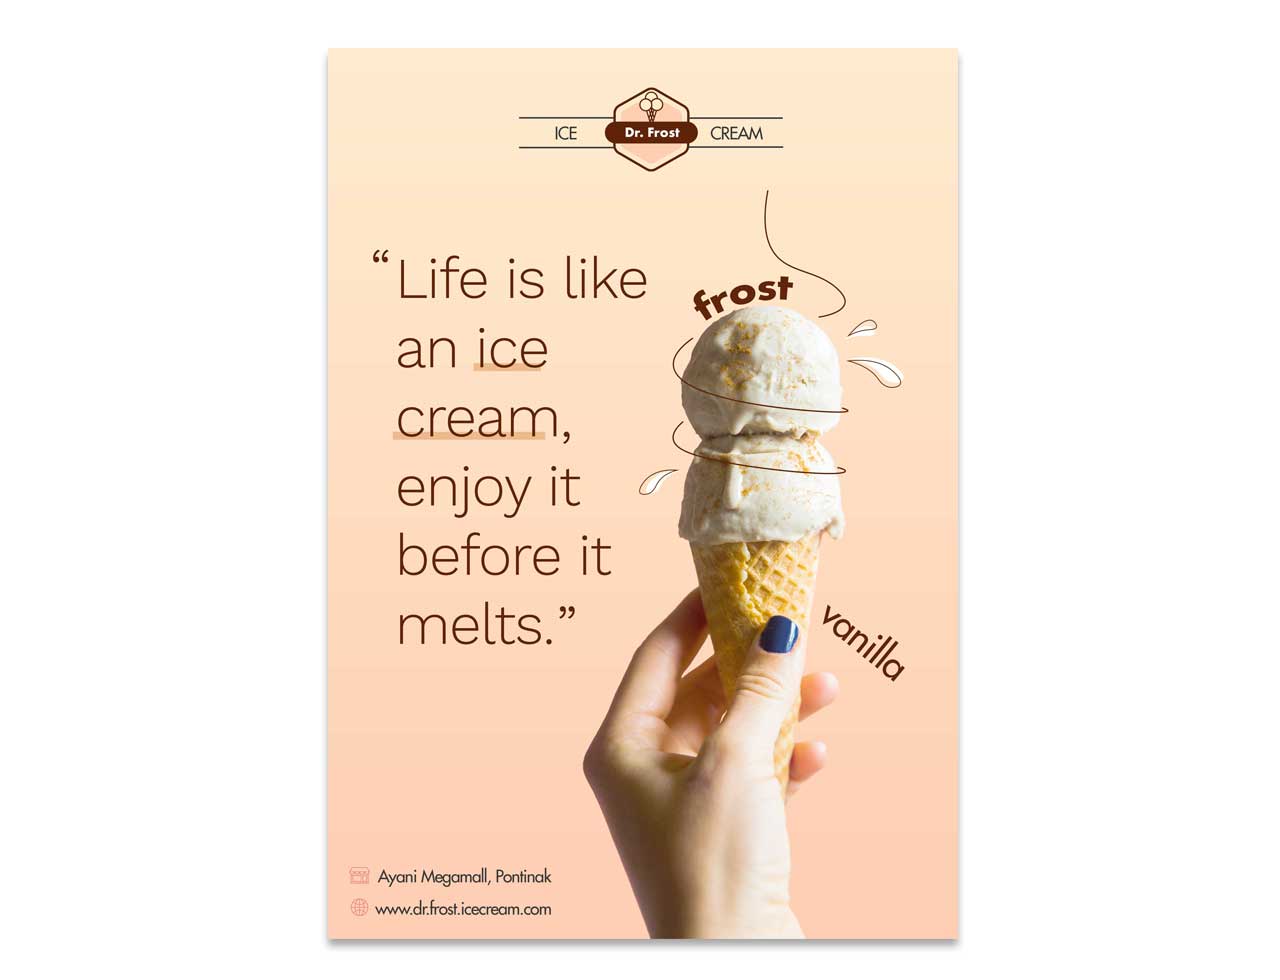 ICE Dr. Frost CREAM
“Life is like
an ice
cream,
enjoy it
before it
melts.”
frost
vanilla
Ayani Megamall, Pontinak
www.dr.frost.icecream.com